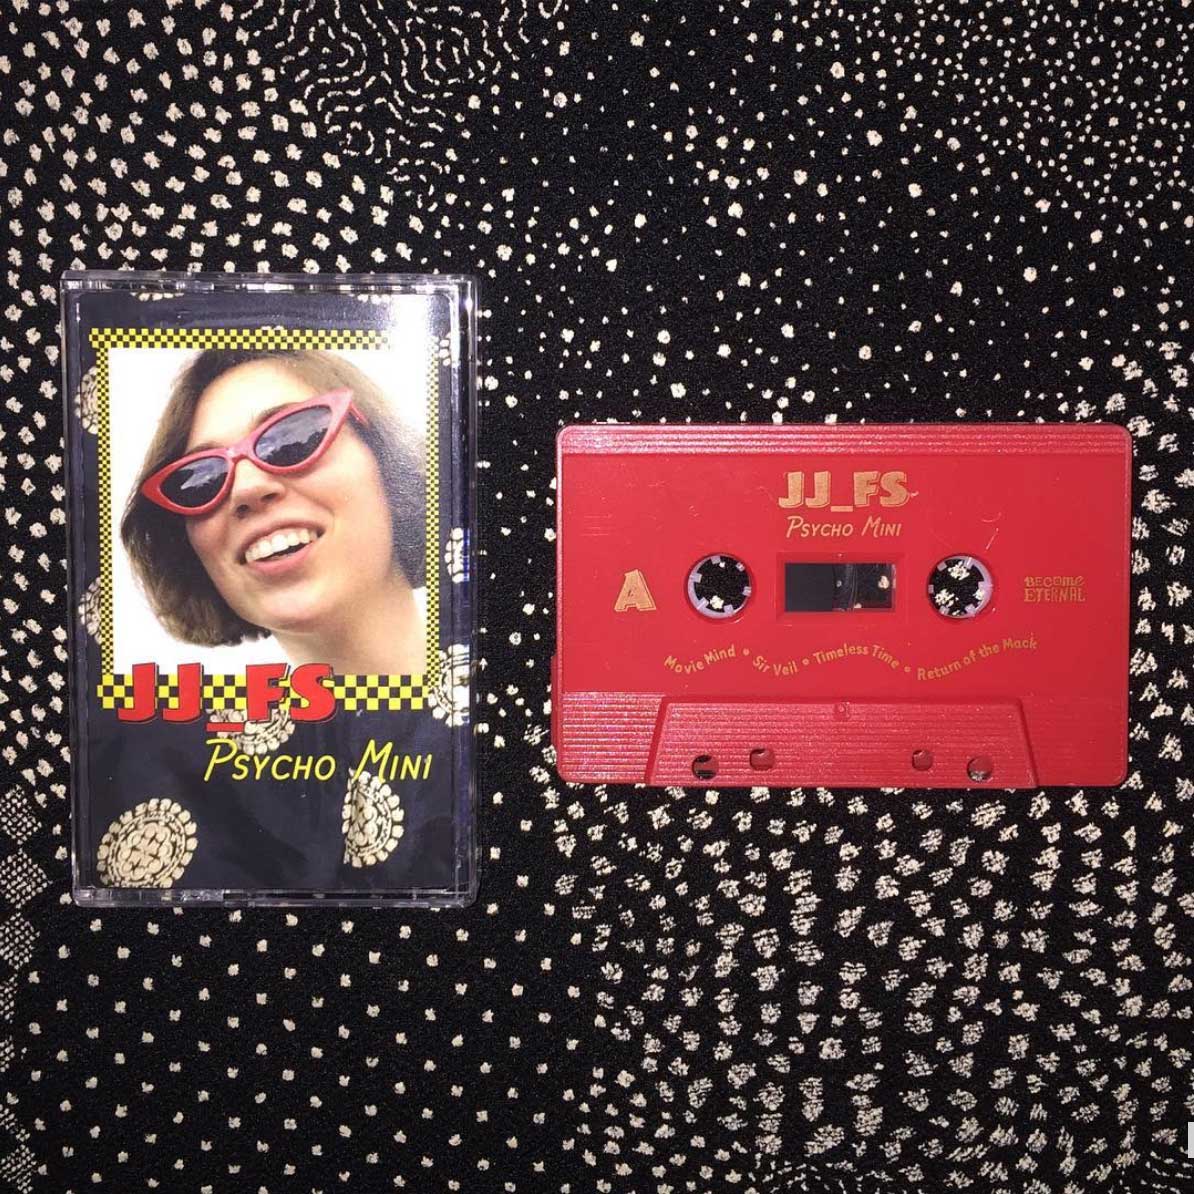 JJ_FS
Psycho Mini
JJ_FS
Psycho Mini
A
BECOME
ETERNAL
Movie Mind • Sir Veil • Timeless Time • Return of the Mack